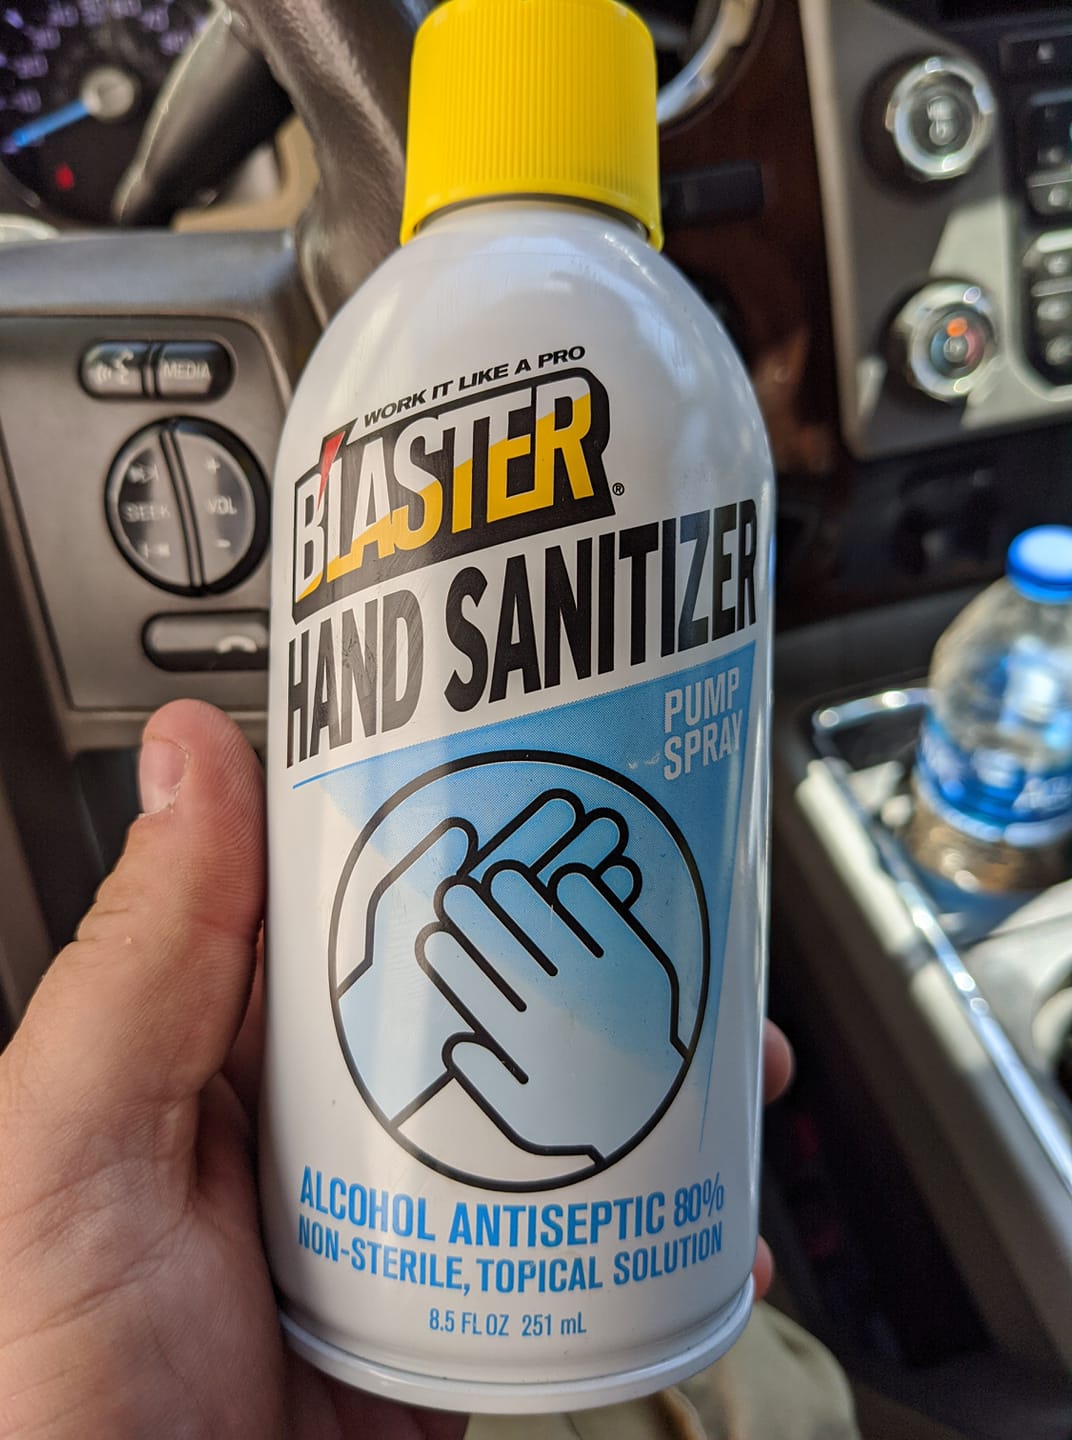 WORK IT LIKE A PRO
B'LASTER®
HAND SANITIZER
PUMP
SPRAY
ALCOHOL ANTISEPTIC 80%
NON-STERILE, TOPICAL SOLUTION
8.5 FL OZ 251 mL
MEDIA
SEEK
+
VOL
-